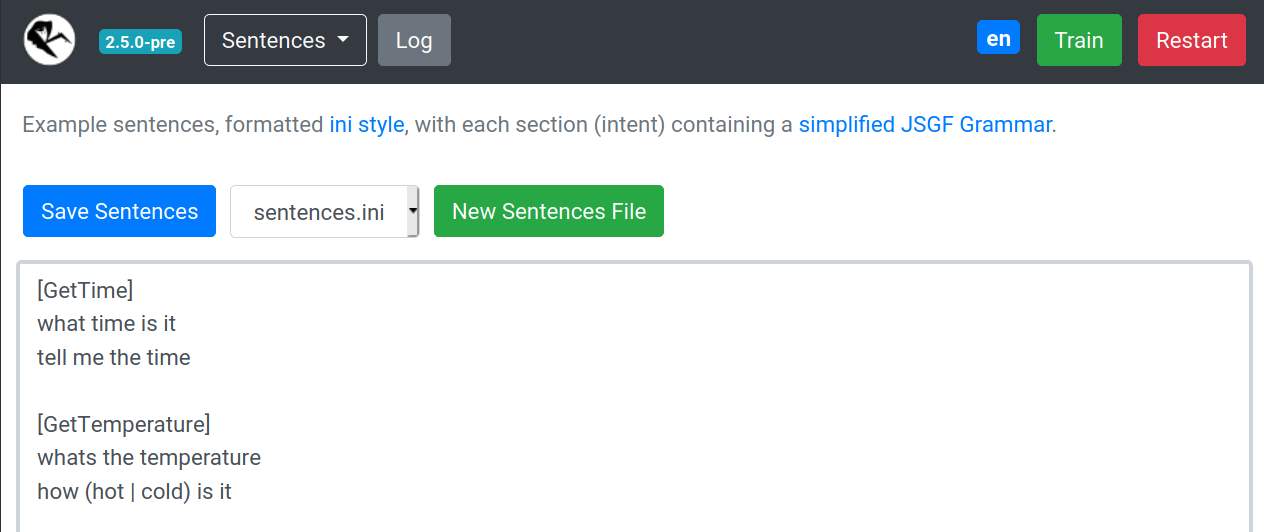 2.5.0-pre Sentences Log en Train Restart
Example sentences, formatted ini style, with each section (intent) containing a simplified JSGF Grammar.
Save Sentences sentences.ini New Sentences File
[GetTime]
what time is it
tell me the time
[GetTemperature]
whats the temperature
how (hot | cold) is it